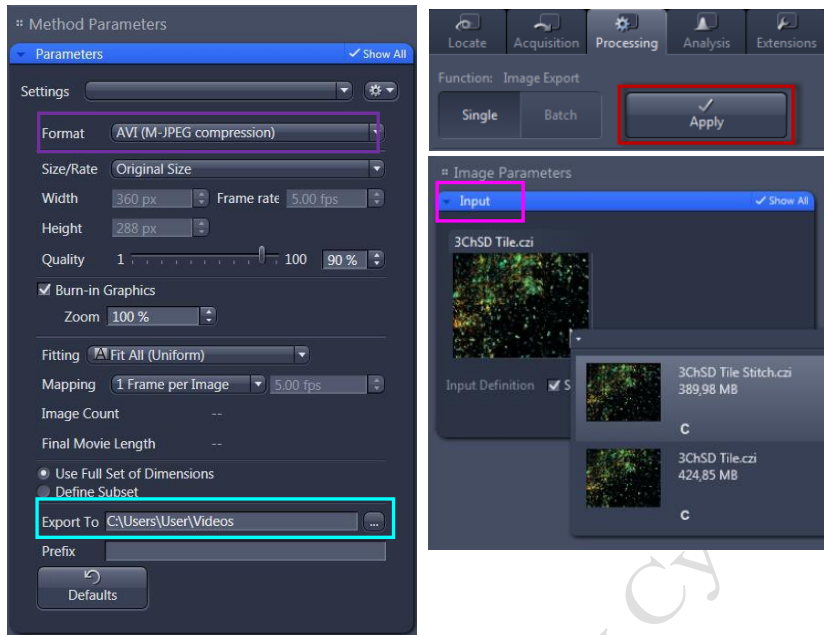 Method Parameters
Parameters Show All
Settings
Format AVI (M-JPEG compression)
Size/Rate Original Size
Width 360 px Frame rate 5.00 fps
Height 288 px
Quality 1 100 90 %
Burn-in Graphics
Zoom 100 %
Fitting Fit All (Uniform)
Mapping 1 Frame per Image 5.00 fps
Image Count --
Final Movie Length --
Use Full Set of Dimensions
Define Subset
Export To C:\Users\User\Videos ...
Prefix
Defaults
Locate Acquisition Processing Analysis Extensions
Function: Image Export
Single Batch Apply
Image Parameters
Input Show All
3ChSD Tile.czi
Input Definition S
3ChSD Tile Stitch.czi
389,98 MB
C
3ChSD Tile.czi
424,85 MB
C
cy